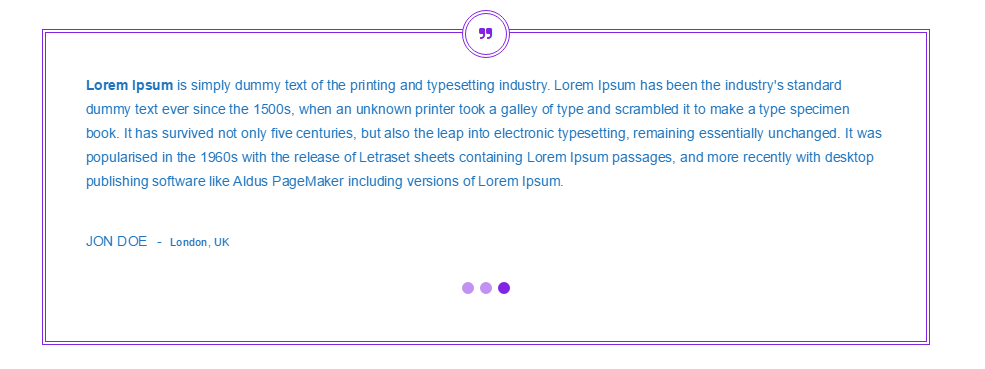 Lorem Ipsum is simply dummy text of the printing and typesetting industry. Lorem Ipsum has been the industry's standard
dummy text ever since the 1500s, when an unknown printer took a galley of type and scrambled it to make a type specimen
book. It has survived not only five centuries, but also the leap into electronic typesetting, remaining essentially unchanged. It was
popularised in the 1960s with the release of Letraset sheets containing Lorem Ipsum passages, and more recently with desktop
publishing software like Aldus PageMaker including versions of Lorem Ipsum.
JON DOE - London, UK